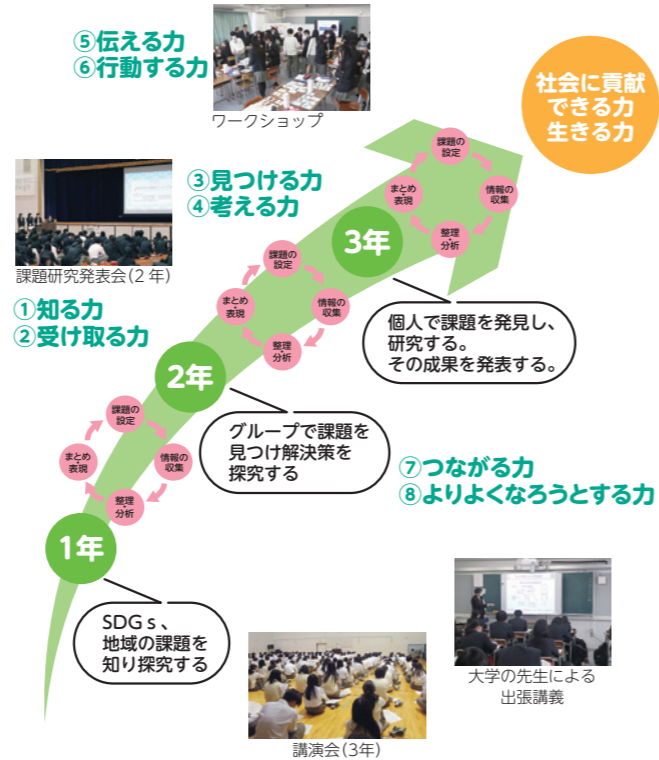 ⑤伝える力
⑥行動する力
ワークショップ
社会に貢献
できる力
生きる力
課題の
設定
情報の
収集
整理
分析
まとめ
表現
③見つける力
④考える力
3年
個人で課題を発見し、
研究する。
その成果を発表する。
課題研究発表会(2年)
①知る力
②受け取る力
課題の
設定
情報の
収集
整理
分析
まとめ
表現
2年
グループで課題を
見つけ解決策を
探究する
⑦つながる力
⑧よりよくなろうとする力
課題の
設定
情報の
収集
整理・
分析
まとめ
・表現
1年
SDGs、
地域の課題を
知り探究する
講演会(3年)
大学の先生による
出張講義